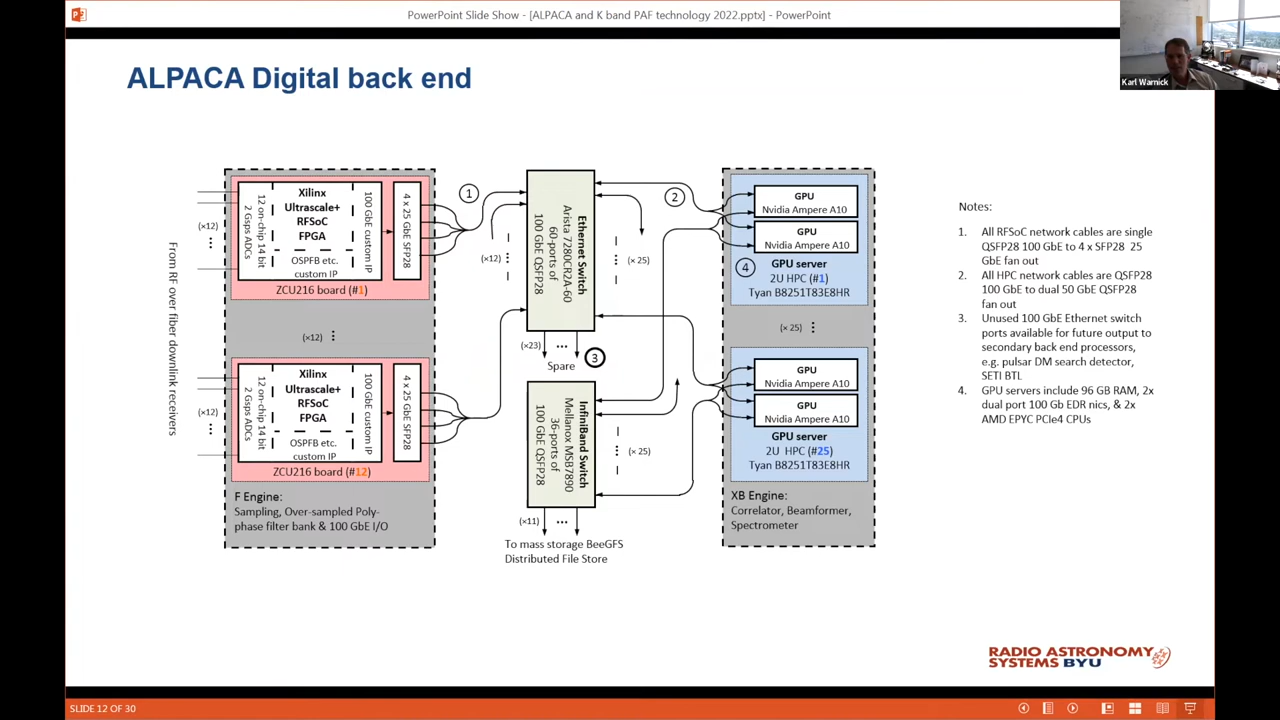 PowerPoint Slide Show - [ALPACA and K band PAF technology 2022.pptx] - PowerPoint
Karl Warnick
ALPACA Digital back end
From RF over fiber downlink receivers
(×12)
12 on-chip 14 bit
2 Gsps ADCs
Xilinx
Ultrascale+
RFSoC
FPGA
OSPFB etc.
custom IP
100 GbE custom IP
4 x 25 GbE SFP28
ZCU216 board (#1)
(×12)
(×12)
12 on-chip 14 bit
2 Gsps ADCs
Xilinx
Ultrascale+
RFSoC
FPGA
OSPFB etc.
custom IP
100 GbE custom IP
4 x 25 GbE SFP28
ZCU216 board (#12)
F Engine:
Sampling, Over-sampled Poly-
phase filter bank & 100 GbE I/O
1
(×12)
Ethernet Switch
Arista 7280CR2A-60
60-ports of
100 GbE QSFP28
(×23)
Spare
3
InfiniBand Switch
Mellanox MSB7890
36-ports of
100 GbE QSFP28
(×11)
To mass storage BeeGFS
Distributed File Store
2
(× 25)
(× 25)
GPU
Nvidia Ampere A10
GPU
Nvidia Ampere A10
4
GPU server
2U HPC (#1)
Tyan B8251T83E8HR
(× 25)
GPU
Nvidia Ampere A10
GPU
Nvidia Ampere A10
GPU server
2U HPC (#25)
Tyan B8251T83E8HR
XB Engine:
Correlator, Beamformer,
Spectrometer
Notes:
1. All RFSoC network cables are single
QSFP28 100 GbE to 4 x SFP28 25
GbE fan out
2. All HPC network cables are QSFP28
100 GbE to dual 50 GbE QSFP28
fan out
3. Unused 100 GbE Ethernet switch
ports available for future output to
secondary back end processors,
e.g. pulsar DM search detector,
SETI BTL
4. GPU servers include 96 GB RAM, 2x
dual port 100 Gb EDR nics, & 2x
AMD EPYC PCIe4 CPUs
RADIO ASTRONOMY
SYSTEMS BYU
SLIDE 12 OF 30